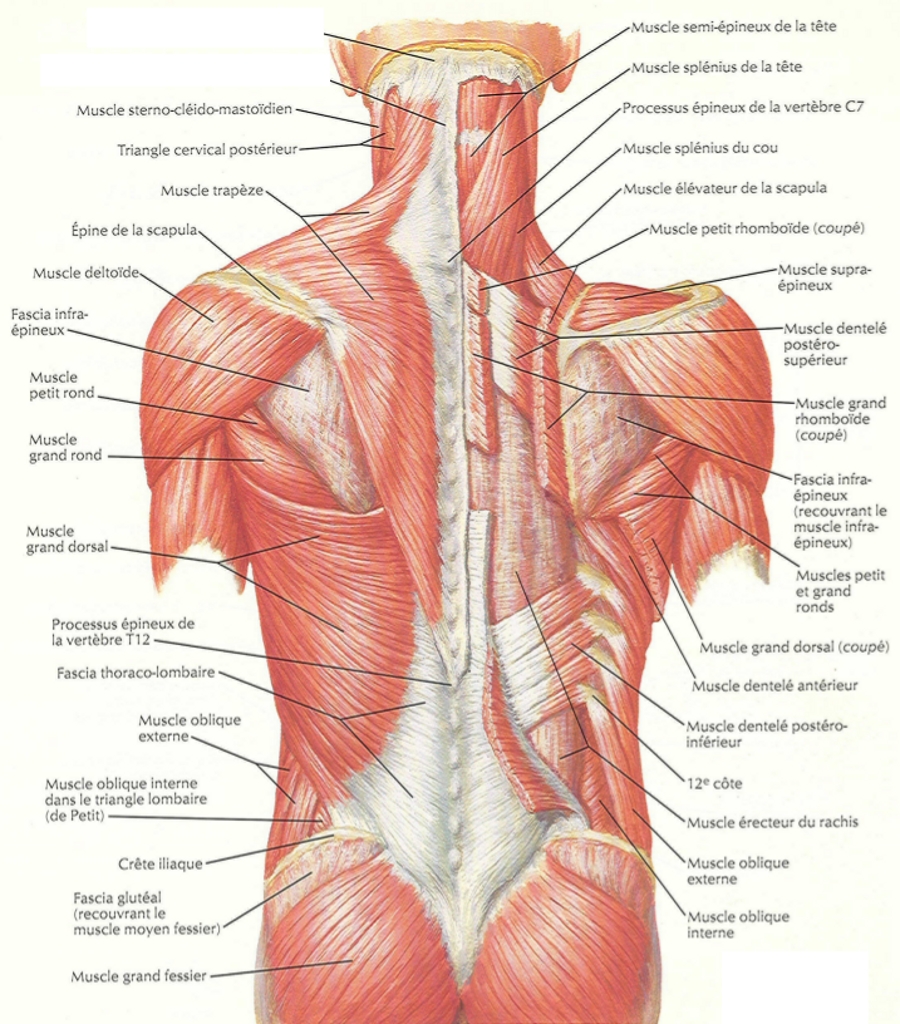 Muscle sterno-cléido-mastoïdien
Triangle cervical postérieur
Muscle trapèze
Épine de la scapula
Muscle deltoïde
Fascia infra-
épineux
Muscle
petit rond
Muscle
grand rond
Muscle
grand dorsal
Processus épineux de
la vertèbre T12
Fascia thoraco-lombaire
Muscle oblique
externe
Muscle oblique interne
dans le triangle lombaire
(de Petit)
Crête iliaque
Fascia glutéal
(recouvrant le
muscle moyen fessier)
Muscle grand fessier
Muscle semi-épineux de la tête
Muscle splénius de la tête
Processus épineux de la vertèbre C7
Muscle splénius du cou
Muscle élévateur de la scapula
Muscle petit rhomboïde (coupé)
Muscle supra-
épineux
Muscle dentelé
postéro-
supérieur
Muscle grand
rhomboïde
(coupé)
Fascia infra-
épineux
(recouvrant le
muscle infra-
épineux)
Muscles petit
et grand
ronds
Muscle grand dorsal (coupé)
Muscle dentelé antérieur
Muscle dentelé postéro-
inférieur
12e côte
Muscle érecteur du rachis
Muscle oblique
externe
Muscle oblique
interne